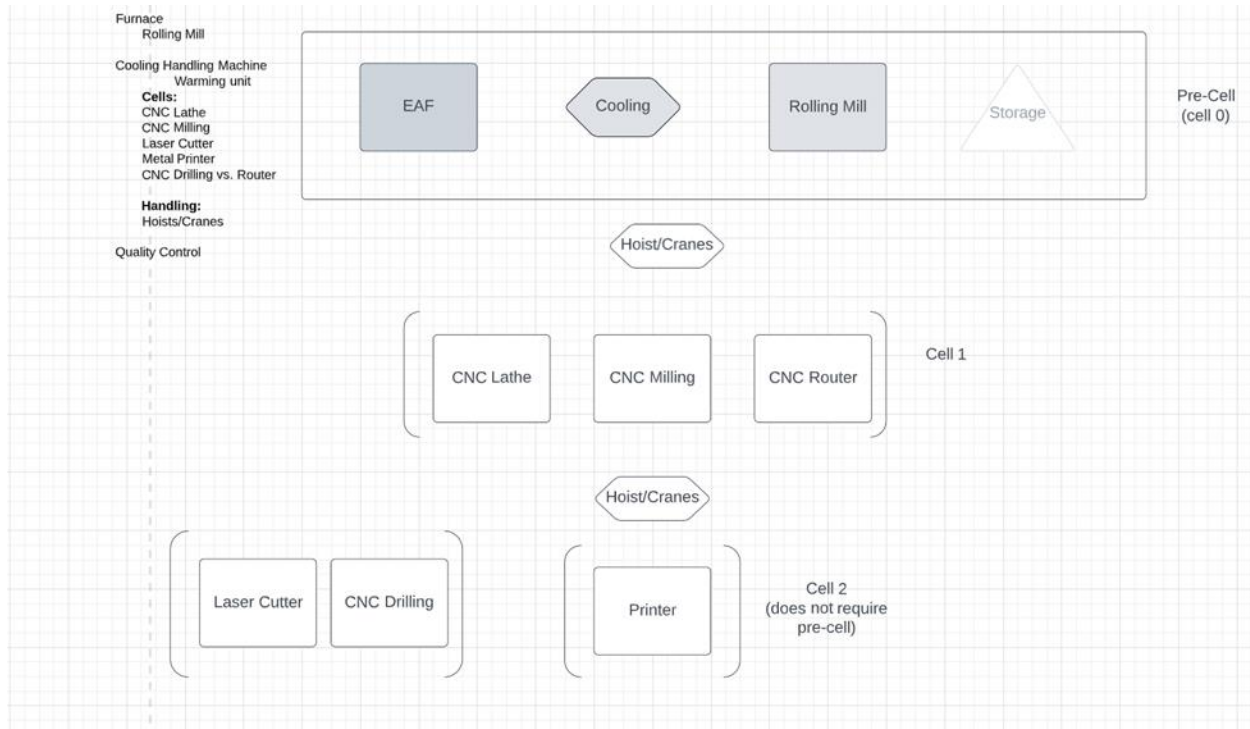 Furnace
Rolling Mill
Cooling Handling Machine
Warming unit
Cells:
CNC Lathe
CNC Milling
Laser Cutter
Metal Printer
CNC Drilling vs. Router
Handling:
Hoists/Cranes
Quality Control
EAF
Cooling
Rolling Mill
Storage
Pre-Cell
(cell 0)
Hoist/Cranes
CNC Lathe
CNC Milling
CNC Router
Cell 1
Hoist/Cranes
Laser Cutter
CNC Drilling
Printer
Cell 2
(does not require
pre-cell)